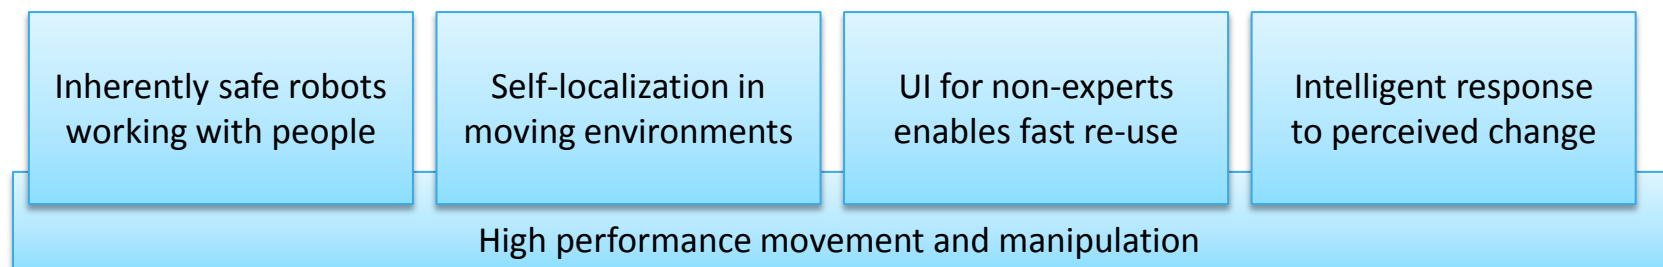 Inherently safe robots
working with people
Self-localization in
moving environments
UI for non-experts
enables fast re-use
Intelligent response
to perceived change
High performance movement and manipulation